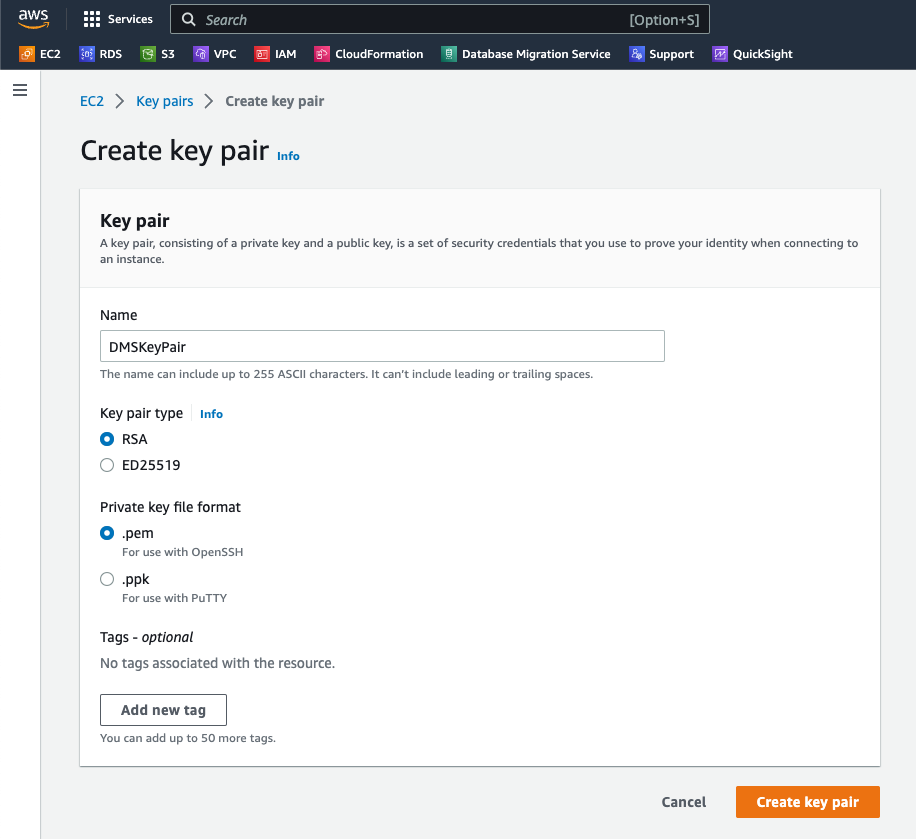 aws Services Search [Option+S]
EC2 RDS S3 VPC IAM CloudFormation Database Migration Service Support QuickSight
EC2 Key pairs Create key pair
Create key pair Info
Key pair
A key pair, consisting of a private key and a public key, is a set of security credentials that you use to prove your identity when connecting to
an instance.
Name
DMSKeyPair
The name can include up to 255 ASCII characters. It can't include leading or trailing spaces.
Key pair type Info
RSA
ED25519
Private key file format
.pem
For use with OpenSSH
.ppk
For use with PuTTY
Tags - optional
No tags associated with the resource.
Add new tag
You can add up to 50 more tags.
Cancel Create key pair